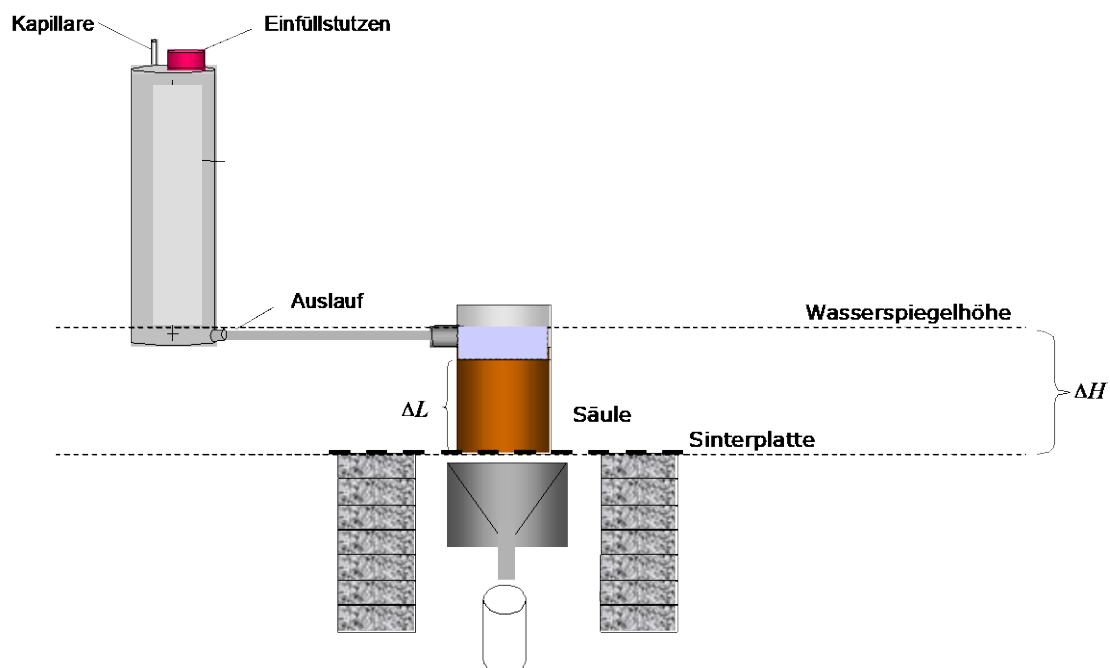 Kapillare
Einfüllstutzen
Auslauf
Wasserspiegelhöhe
ΔH
ΔL
Säule
Sinterplatte